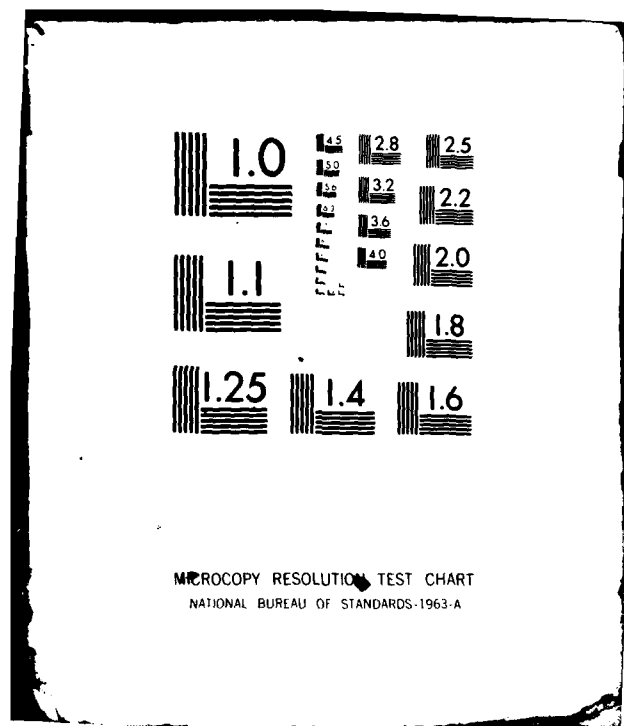 1.0 4.5 2.8 2.5
5.0
5.6 3.2 2.2
6.3
3.6
1.1 4.0 2.0
1.8
1.25 1.4 1.6
MICROCOPY RESOLUTION TEST CHART
NATIONAL BUREAU OF STANDARDS-1963-A